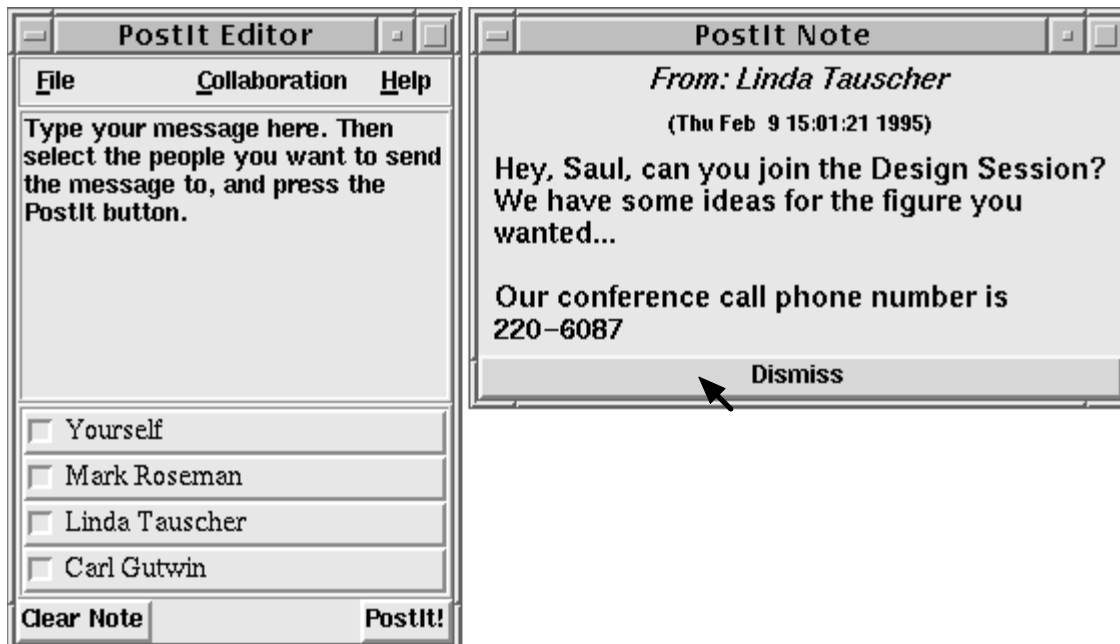 PostIt Editor
File Collaboration Help
Type your message here. Then
select the people you want to send
the message to, and press the
PostIt button.
Yourself
Mark Roseman
Linda Tauscher
Carl Gutwin
Clear Note PostIt!
PostIt Note
From: Linda Tauscher
(Thu Feb 9 15:01:21 1995)
Hey, Saul, can you join the Design Session?
We have some ideas for the figure you
wanted...
Our conference call phone number is
220-6087
Dismiss